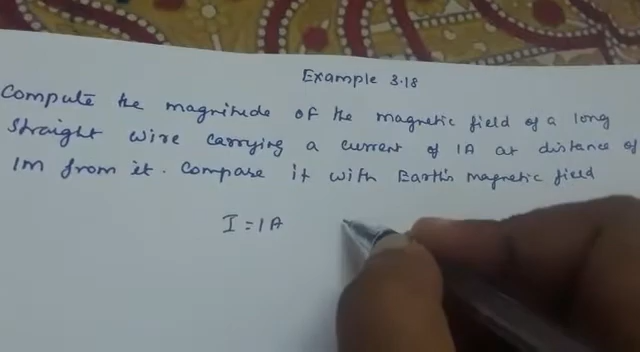 Example 3.18
Compute the magnitude of the magnetic field of a long
straight wire carrying a current of 1A at distance of
1m from it. Compare it with Earth's magnetic field
I = 1A